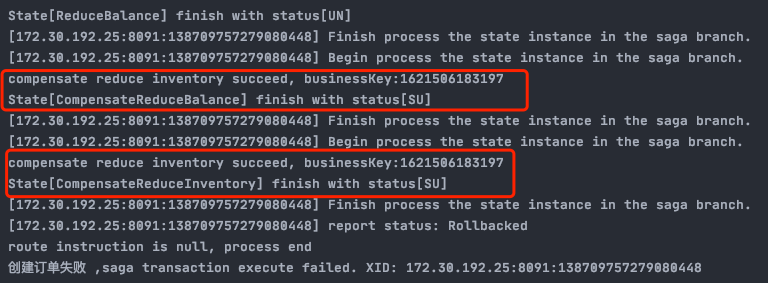 State[ReduceBalance] finish with status[UN]
[172.30.192.25:8091:138709757279080448] Finish process the state instance in the saga branch.
[172.30.192.25:8091:138709757279080448] Begin process the state instance in the saga branch.
compensate reduce inventory succeed, businessKey:1621506183197
State[CompensateReduceBalance] finish with status[SU]
[172.30.192.25:8091:138709757279080448] Finish process the state instance in the saga branch.
[172.30.192.25:8091:138709757279080448] Begin process the state instance in the saga branch.
compensate reduce inventory succeed, businessKey:1621506183197
State[CompensateReduceInventory] finish with status[SU]
[172.30.192.25:8091:138709757279080448] Finish process the state instance in the saga branch.
[172.30.192.25:8091:138709757279080448] report status: Rollbacked
route instruction is null, process end
创建订单失败 ,saga transaction execute failed. XID: 172.30.192.25:8091:138709757279080448